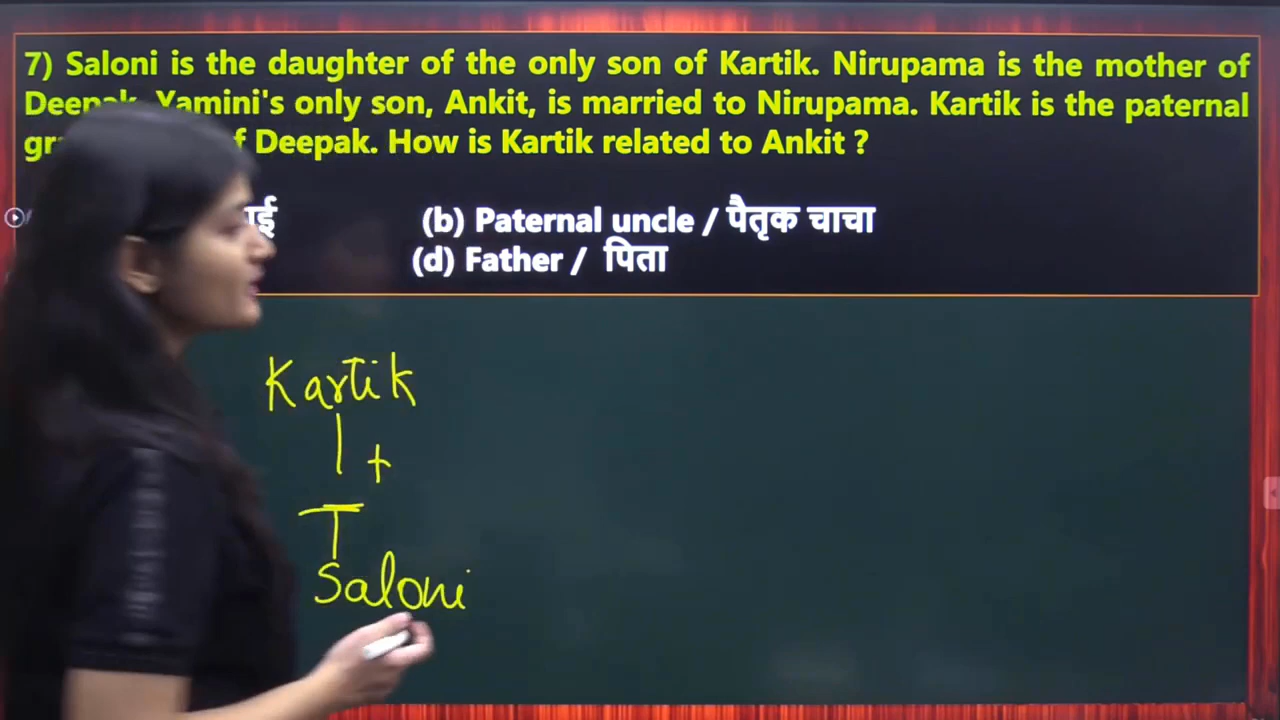 7) Saloni is the daughter of the only son of Kartik. Nirupama is the mother of
Yamini's only son, Ankit, is married to Nirupama. Kartik is the paternal
Deepak. How is Kartik related to Ankit ?
(b) Paternal uncle / पैतृक चाचा
(d) Father / पिता
Kartik
+
Saloni